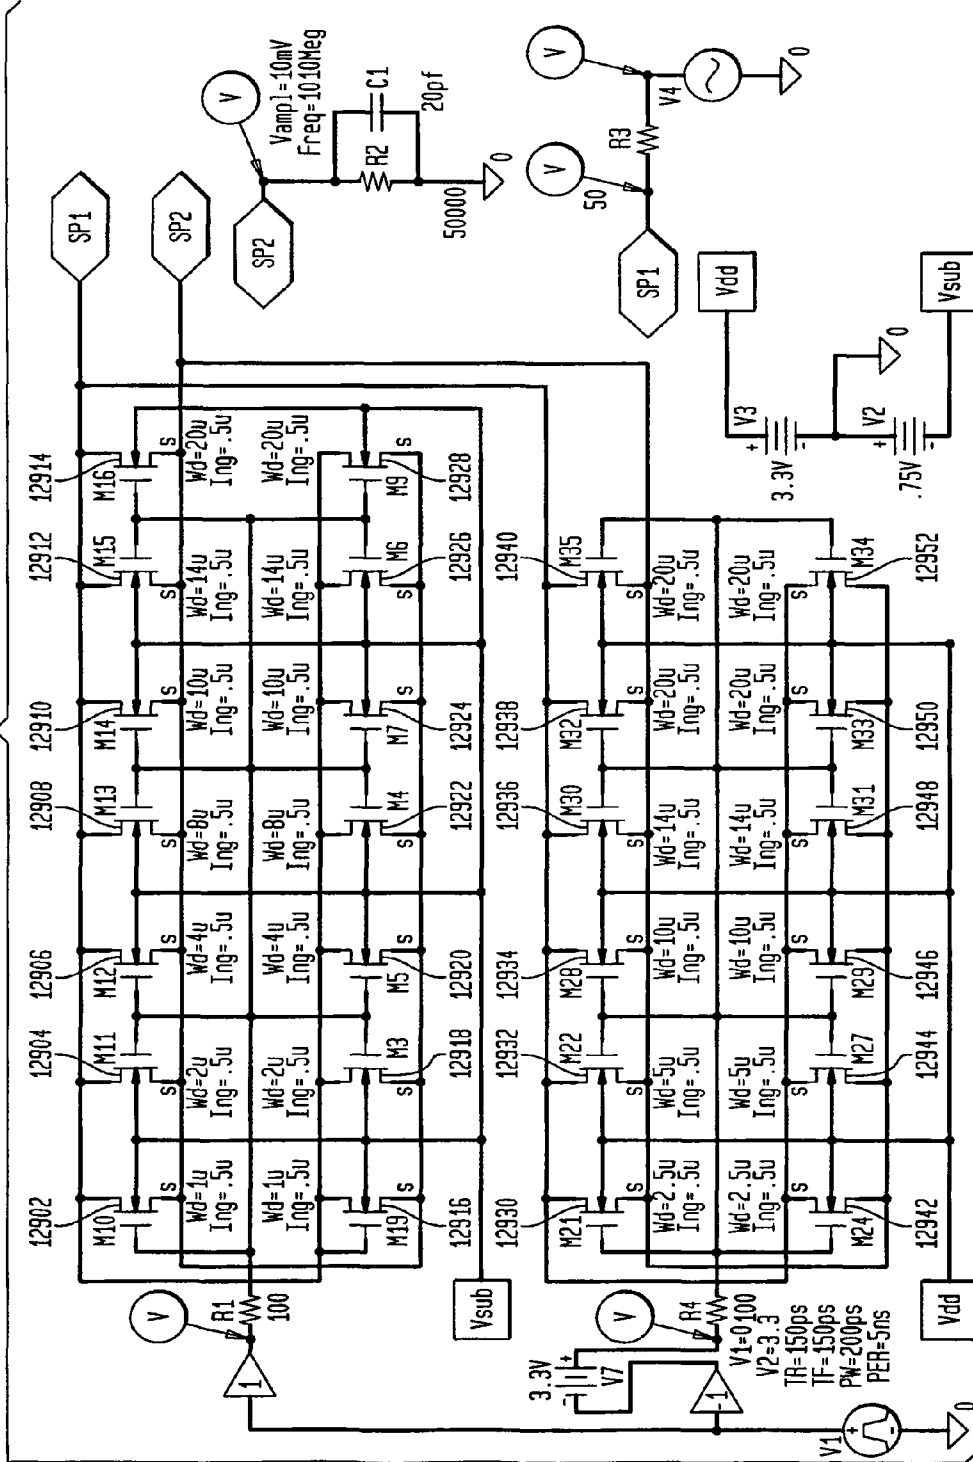 12902
12904
12906
12908
12910
12912
12914
M10
M11
M12
M13
M14
M15
M16
S
S
S
S
S
S
S
Wd=1u
lng=.5u
Wd=2u
lng=.5u
Wd=4u
lng=.5u
Wd=8u
lng=.5u
Wd=10u
lng=.5u
Wd=14u
lng=.5u
Wd=20u
lng=.5u
SP1
SP2
V
R1
100
1
Wd=1u
lng=.5u
Wd=2u
lng=.5u
Wd=4u
lng=.5u
Wd=8u
lng=.5u
Wd=10u
lng=.5u
Wd=14u
lng=.5u
Wd=20u
lng=.5u
M19
M3
M5
M4
M7
M6
M9
S
S
S
S
S
S
S
12916
12918
12920
12922
12924
12926
12928
Vsub
SP2
V
Vampl=10mV
Freq=1010Meg
R2
C1
50000
20pf
0
12930
12932
12934
12936
12938
12940
M21
M22
M28
M30
M32
M35
S
S
S
S
S
S
Wd=2.5u
lng=.5u
Wd=5u
lng=.5u
Wd=10u
lng=.5u
Wd=14u
lng=.5u
Wd=20u
lng=.5u
Wd=20u
lng=.5u
SP1
V
50
R3
V
V4
0
3.3V
+
-
V7
V
R4
100
-1
Wd=2.5u
lng=.5u
Wd=5u
lng=.5u
Wd=10u
lng=.5u
Wd=14u
lng=.5u
Wd=20u
lng=.5u
Wd=20u
lng=.5u
M24
M27
M29
M31
M33
M34
S
S
S
S
S
S
12942
12944
12946
12948
12950
12952
Vdd
V1
+
-
0
V1=0
V2=3.3
TR=150ps
TF=150ps
PW=200ps
PER=5ns
3.3V
+
-
V3
Vdd
0
.75V
+
-
V2
Vsub